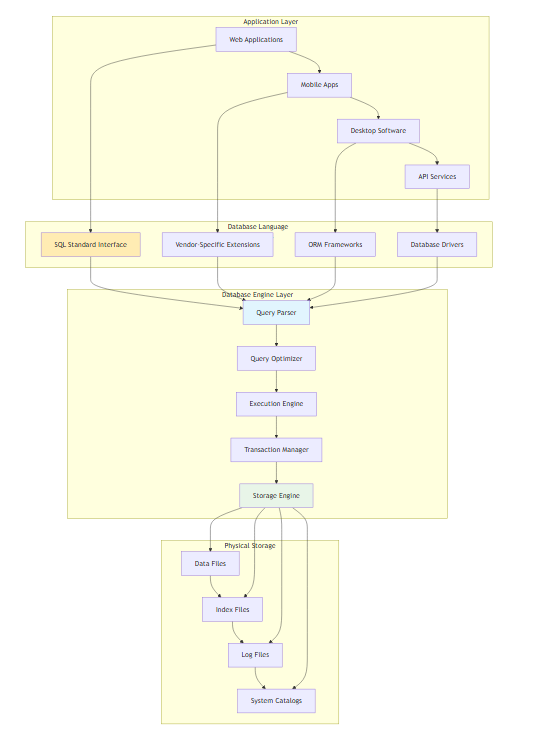 Application Layer
Web Applications
Mobile Apps
Desktop Software
API Services
Database Language
SQL Standard Interface
Vendor-Specific Extensions
ORM Frameworks
Database Drivers
Database Engine Layer
Query Parser
Query Optimizer
Execution Engine
Transaction Manager
Storage Engine
Physical Storage
Data Files
Index Files
Log Files
System Catalogs